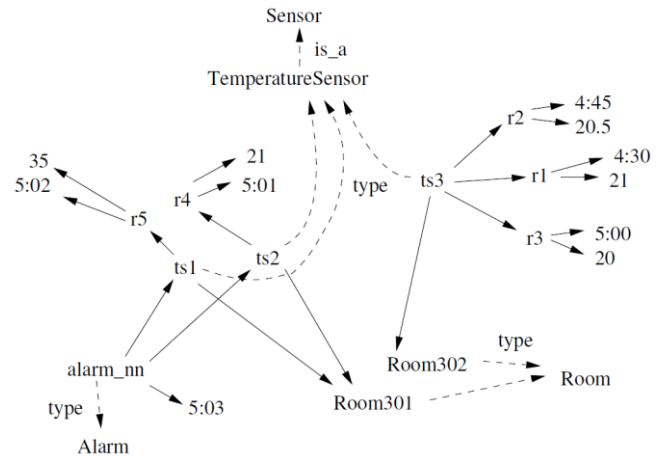 Sensor
is_a
TemperatureSensor
4:45
r2
20.5
35
21
4:30
5:02
r4
5:01
type
ts3
r1
21
r5
r3
5:00
ts1
ts2
20
alarm_nn
Room302
type
type
5:03
Room301
Room
Alarm